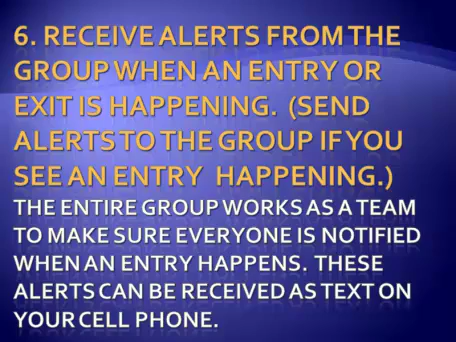 6. RECEIVE ALERTS FROM THE
GROUP WHEN AN ENTRY OR
EXIT IS HAPPENING. (SEND
ALERTS TO THE GROUP IF YOU
SEE AN ENTRY HAPPENING.)
THE ENTIRE GROUP WORKS AS A TEAM
TO MAKE SURE EVERYONE IS NOTIFIED
WHEN AN ENTRY HAPPENS. THESE
ALERTS CAN BE RECEIVED AS TEXT ON
YOUR CELL PHONE.